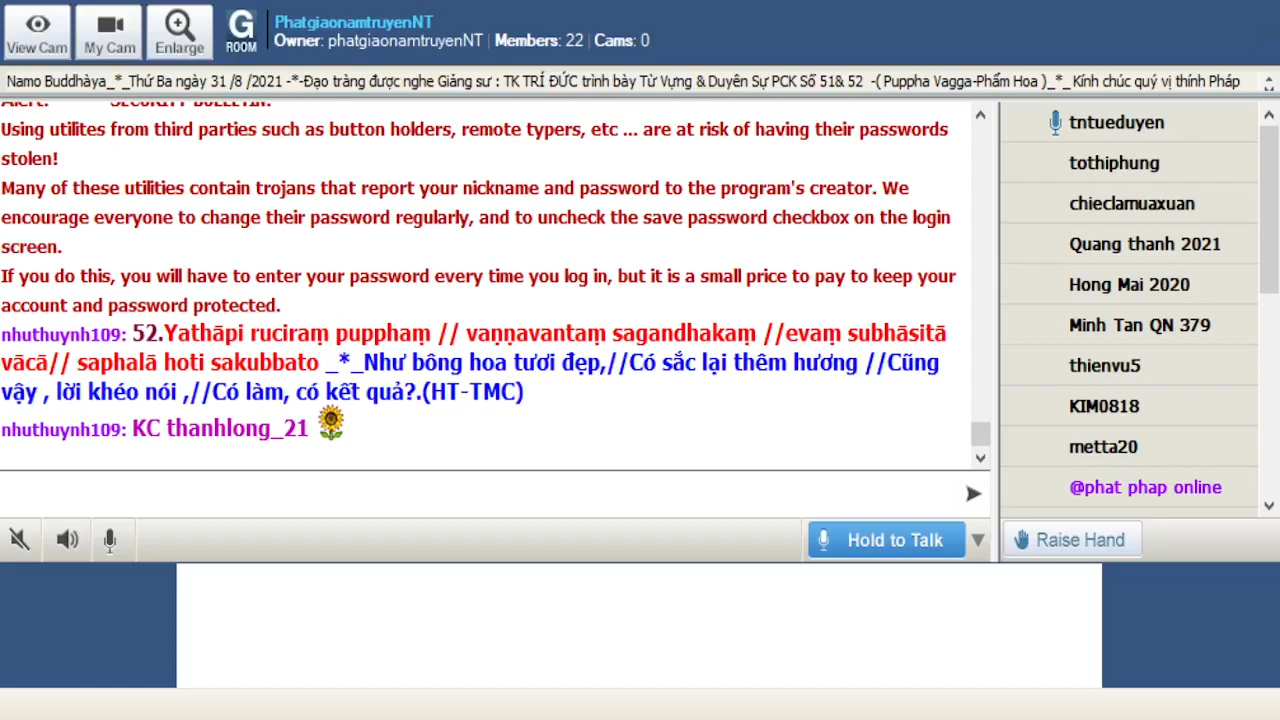 View Cam
My Cam
Enlarge
G
ROOM
PhatgiaonamtruyenNT
Owner: phatgiaonamtruyenNT | Members: 22 | Cams: 0
Namo Buddhàya_*_Thứ Ba ngày 31 /8 /2021 -*-Đạo tràng được nghe Giảng sư : TK TRÍ ĐỨC trình bày Từ Vựng & Duyên Sự PCK Số 51& 52 -( Puppha Vagga-Phẩm Hoa )_*_ Kính chúc quý vị thính Pháp
Alert: SECURITY BULLETIN:
Using utilites from third parties such as button holders, remote typers, etc ... are at risk of having their passwords
stolen!
Many of these utilities contain trojans that report your nickname and password to the program's creator. We
encourage everyone to change their password regularly, and to uncheck the save password checkbox on the login
screen.
If you do this, you will have to enter your password every time you log in, but it is a small price to pay to keep your
account and password protected.
nhuthuynh109: 52.Yathāpi ruciraṃ pupphaṃ // vaṇṇavantaṃ sagandhakaṃ //evaṃ subhāsitā
vācā// saphalā hoti sakubbato _*_Như bông hoa tươi đẹp,//Có sắc lại thêm hương //Cũng
vậy , lời khéo nói ,//Có làm, có kết quả?.(HT-TMC)
nhuthuynh109: KC thanhlong_21
tntueduyen
tothiphung
chieclamuaxuan
Quang thanh 2021
Hong Mai 2020
Minh Tan QN 379
thienvu5
KIM0818
metta20
@phat phap online
Hold to Talk
Raise Hand